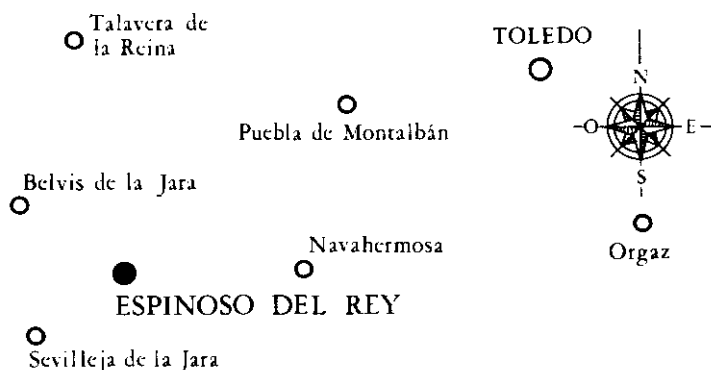 Talavera de
la Reina
TOLEDO
N
Puebla de Montalbán
O
E
S
Belvis de la Jara
Navahermosa
Orgaz
ESPINOSO DEL REY
Sevilleja de la Jara